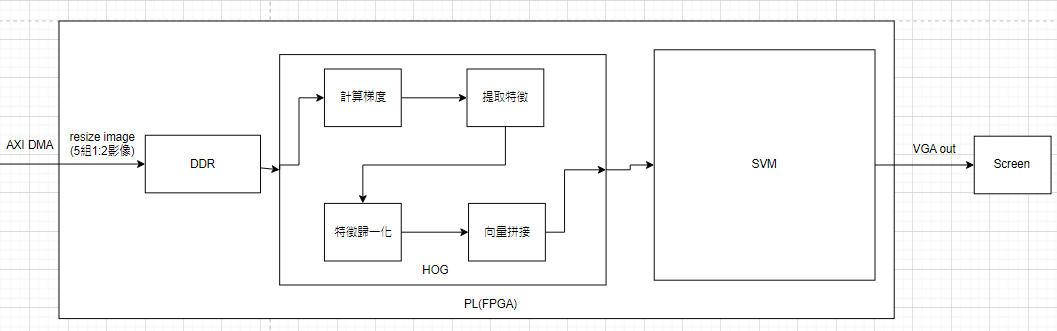 AXI DMA
resize image
(5組1:2影像)
DDR
計算梯度
提取特徵
特徵歸一化
向量拼接
HOG
SVM
VGA out
Screen
PL(FPGA)